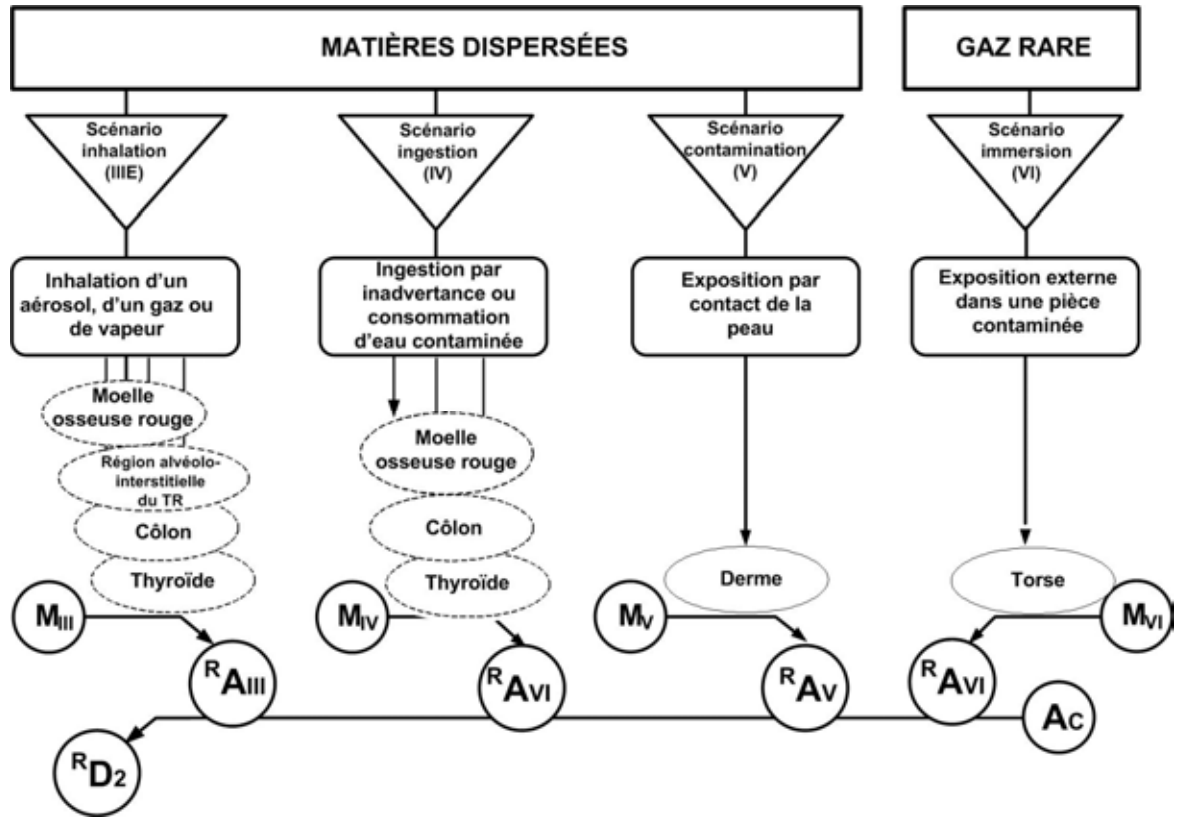 MATIÈRES DISPERSÉES
GAZ RARE
Scénario
inhalation
(IIIE)
Scénario
ingestion
(IV)
Scénario
contamination
(V)
Scénario
immersion
(VI)
Inhalation d'un
aérosol, d'un gaz ou
de vapeur
Ingestion par
inadvertance ou
consommation
d'eau contaminée
Exposition par
contact de la
peau
Exposition externe
dans une pièce
contaminée
Moelle
osseuse rouge
Région alvéolo-
interstitielle
du TR
Côlon
Thyroïde
Moelle
osseuse rouge
Côlon
Thyroïde
Derme
Torse
MIII
MIV
MV
MVI
RAIII
RAVI
RAV
RAVI
AC
RD2